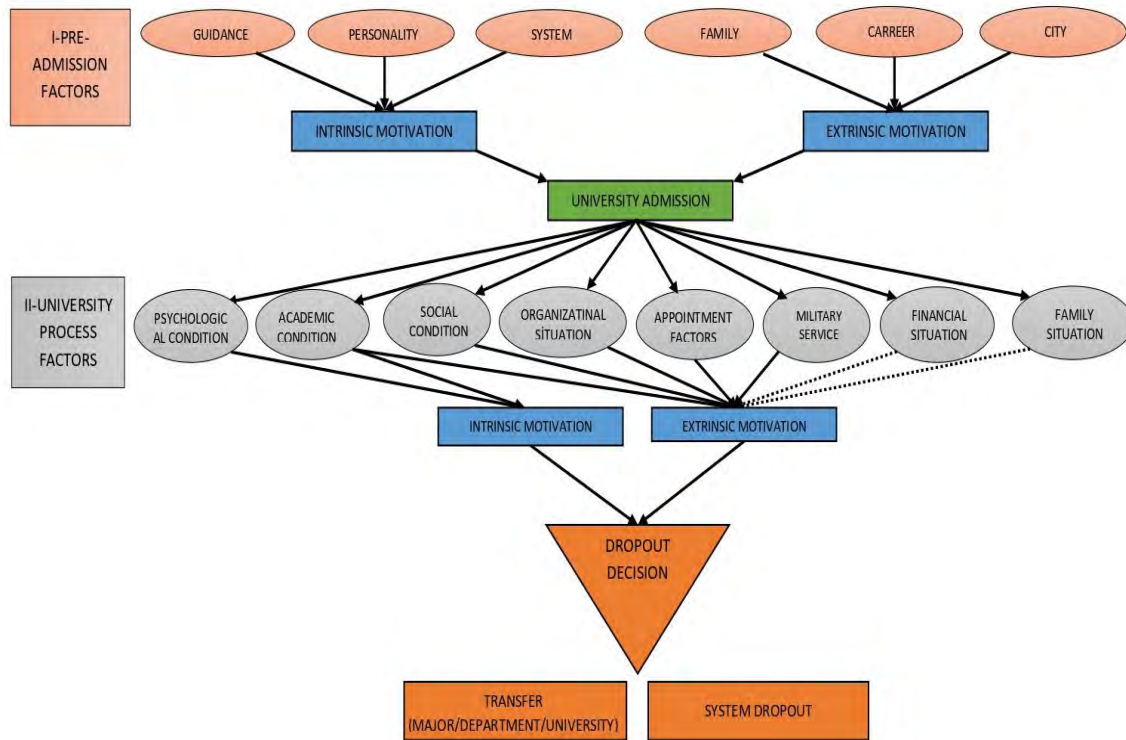 I-PRE-
ADMISSION
FACTORS
GUIDANCE
PERSONALITY
SYSTEM
FAMILY
CARREER
CITY
INTRINSIC MOTİVATION
EXTRINSIC MOTIVATION
UNIVERSITY ADMISSION
II-UNIVERSITY
PROCESS
FACTORS
PSYCHOLOGIC
AL CONDITION
ACADEMIC
CONDITION
SOCIAL
CONDITION
ORGANIZATINAL
SİTUATION
APPOINTMENT
FACTORS
MILITARY
SERVICE
FINANCIAL
SITUATION
FAMILY
SITUATION
INTRINSIC MOTIVATION
EXTRINSIC MOTIVATION
DROPOUT
DECISION
TRANSFER
(MAJOR/DEPARTMENT/UNIVERSITY)
SYSTEM DROPOUT